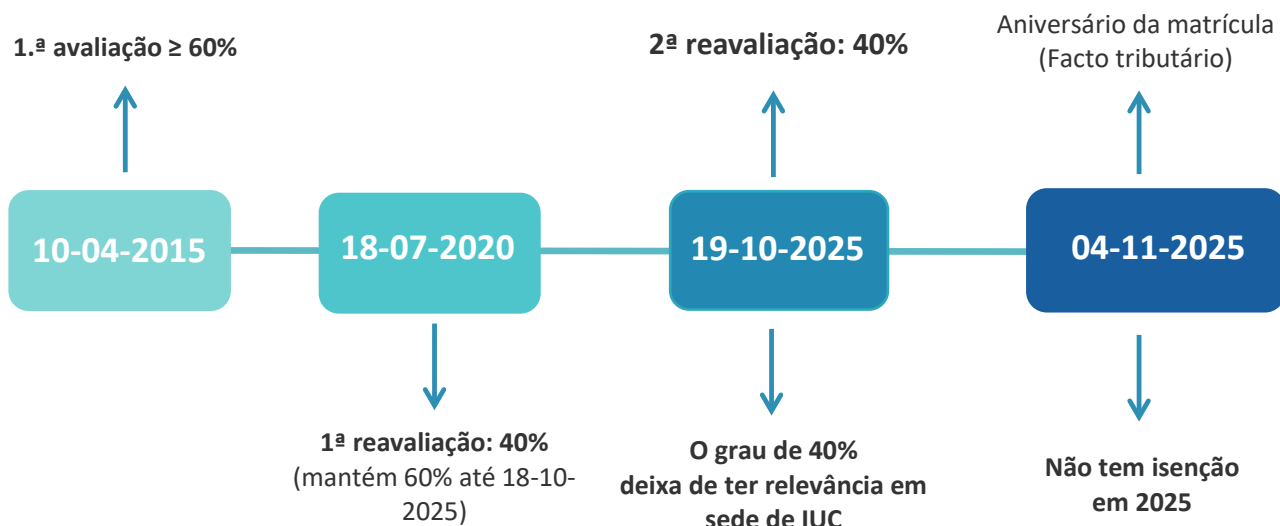 1.ª avaliação ≥ 60%
2ª reavaliação: 40%
Aniversário da matrícula
(Facto tributário)
10-04-2015
18-07-2020
19-10-2025
04-11-2025
1ª reavaliação: 40%
(mantém 60% até 18-10-
2025)
O grau de 40%
deixa de ter relevância em
sede de IUC
Não tem isenção
em 2025